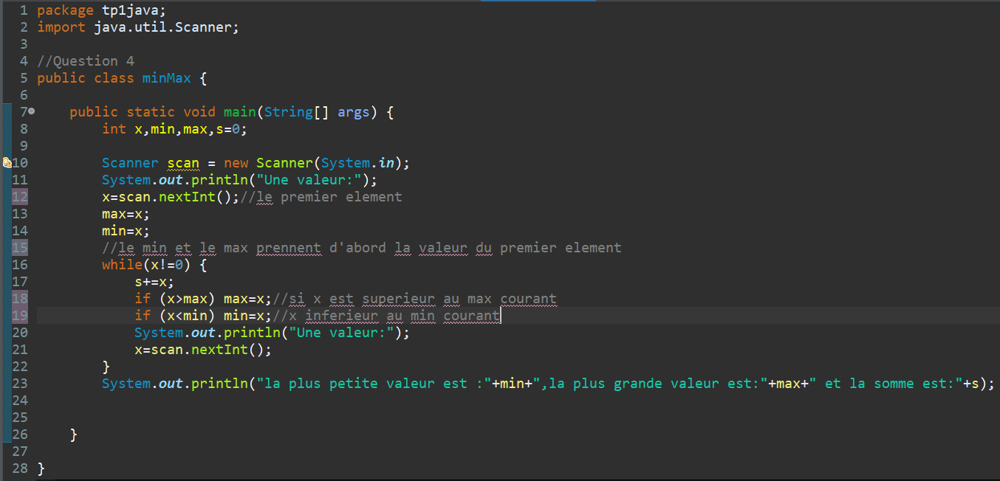 1 package tp1java;
2 import java.util.Scanner;
3
4 //Question 4
5 public class minMax {
6
7     public static void main(String[] args) {
8         int x,min,max,s=0;
9
10         Scanner scan = new Scanner(System.in);
11         System.out.println("Une valeur:");
12         x=scan.nextInt();//le premier element
13         max=x;
14         min=x;
15         //le min et le max prennent d'abord la valeur du premier element
16         while(x!=0) {
17             s+=x;
18             if (x>max) max=x;//si x est superieur au max courant
19             if (x<min) min=x;//x inferieur au min courant
20             System.out.println("Une valeur:");
21             x=scan.nextInt();
22         }
23         System.out.println("la plus petite valeur est :"+min+",la plus grande valeur est:"+max+" et la somme est:"+s);
24
25
26     }
27
28 }